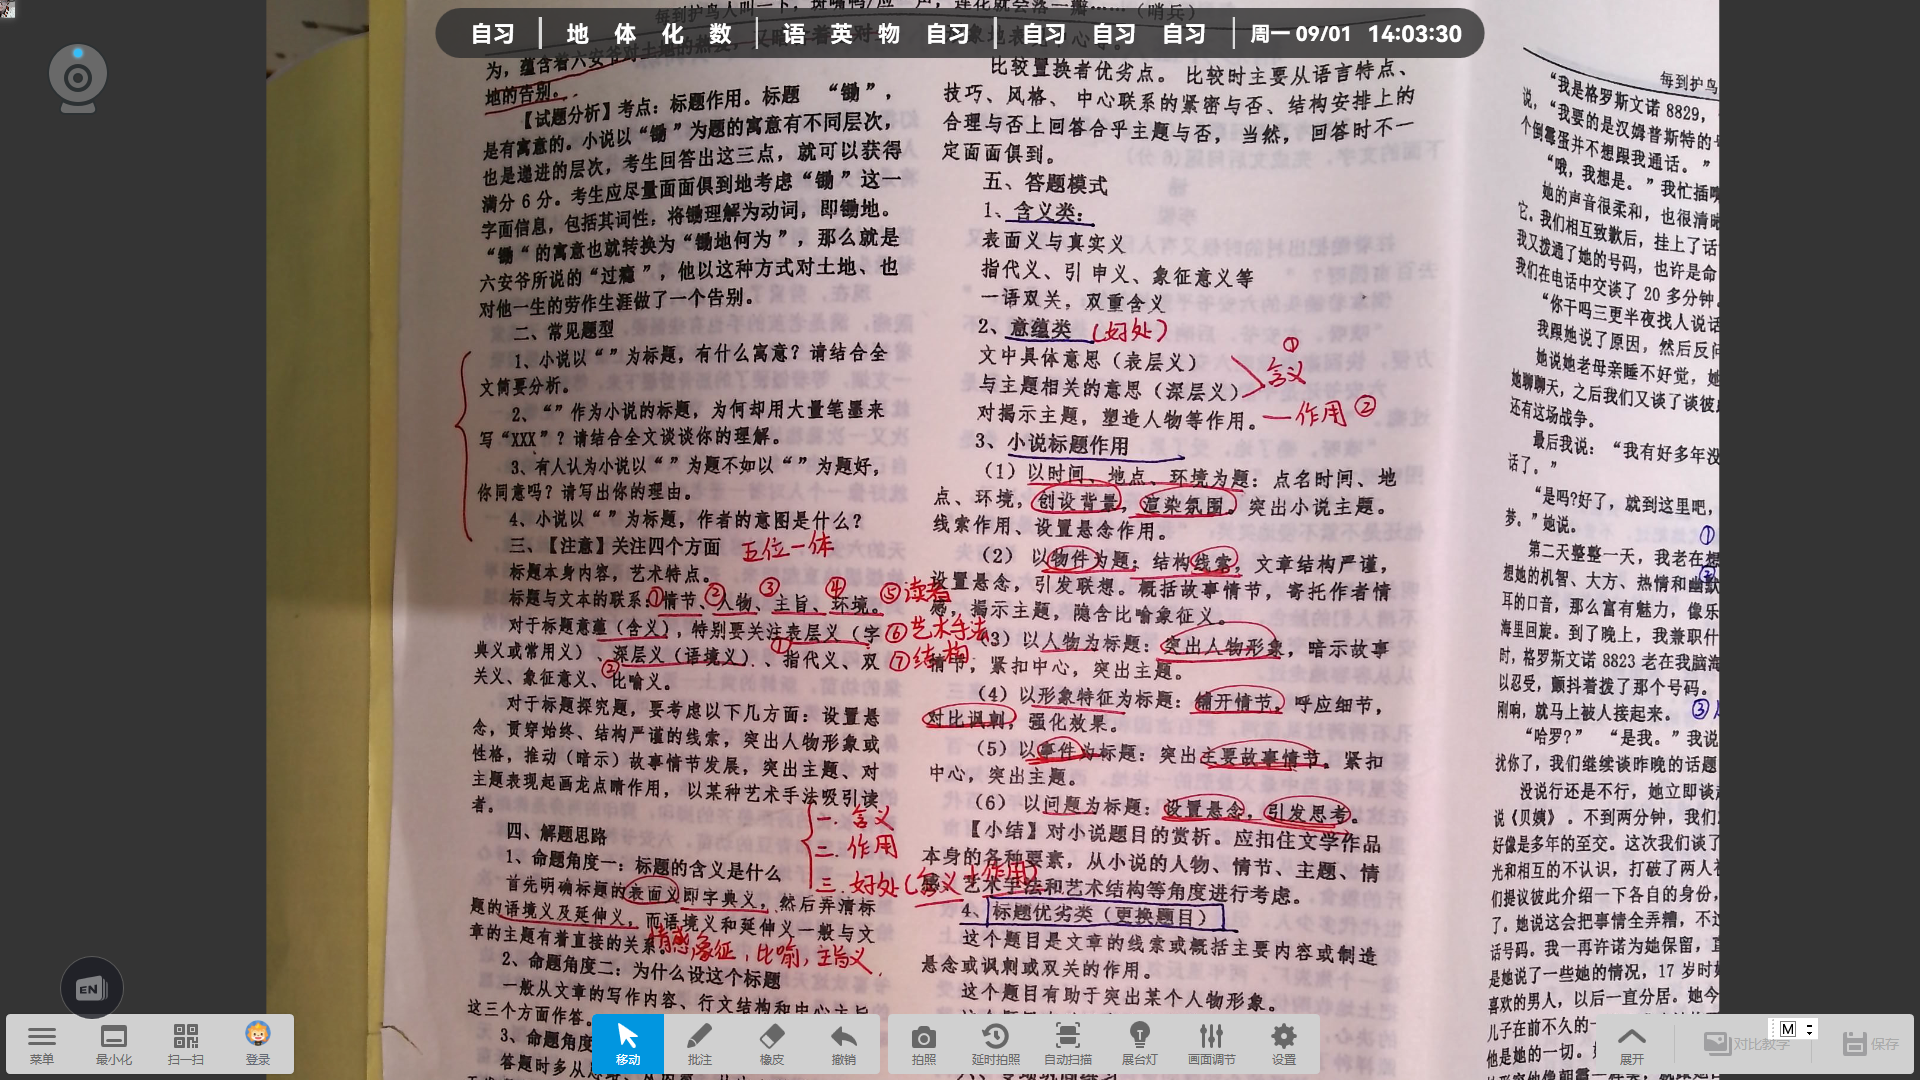 自习 | 地 体 化 数 | 语 英 物 自习 | 自习 自习 自习 | 周一 09/01 14:03:30
为，蕴含着六安爷对土地的热爱，又暗含着对土
地的告别。
【试题分析】考点：标题作用。标题 “锄”，
是有寓意的。小说以“锄”为题的寓意有不同层次，
也是递进的层次，考生回答出这三点，就可以获得
满分 6 分。考生应尽量面面俱到地考虑“锄”这一
字面信息，包括其词性，将锄理解为动词，即锄地。
“锄“的寓意也就转换为“锄地何为”，那么就是
六安爷所说的“过瘾”，他以这种方式对土地、也
对他一生的劳作生涯做了一个告别。
二、常见题型
1、小说以“ ”为标题，有什么寓意？请结合全
文简要分析。
2、 “ ”作为小说的标题，为何却用大量笔墨来
写“XXX”？请结合全文谈谈你的理解。
3、有人认为小说以“ ”为题不如以“ ”为题好，
你同意吗？请写出你的理由。
4、小说以“ ”为标题，作者的意图是什么？
三、【注意】关注四个方面 五位一体
标题本身内容，艺术特点。
① ② ③ ④ ⑤读者
标题与文本的联系：情节、人物、主旨、环境。
对于标题意蕴（含义），特别要关注表层义（字 ⑥艺术手法
典义或常用义）、深层义（语境义）、指代义、双 ⑦结构
① ②
关义、象征意义、比喻义。
对于标题探究题，要考虑以下几方面：设置悬
念，贯穿始终、结构严谨的线索，突出人物形象或
性格，推动（暗示）故事情节发展，突出主题、对
主题表现起画龙点睛作用，以某种艺术手法吸引读
者。
一.含义
二.作用
三.好处（含义+作用）
四、解题思路
1、命题角度一：标题的含义是什么
首先明确标题的表面义即字典义，然后弄清标
题的语境义及延伸义，而语境义和延伸义一般与文
章的主题有着直接的关系。
情感象征，比喻，主旨义
2、命题角度二：为什么设这个标题
一般从文章的写作内容、行文结构和中心主旨
这三个方面作答。
3、命题角度
答题时多从
比较置换者优劣点。 比较时主要从语言特点、
技巧、风格、 中心联系的紧密与否、结构安排上的
合理与否上回答合乎主题与否， 当然，回答时不一
定面面俱到。
五、答题模式
1、含义类：
表面义与真实义
指代义、引 申义、象征意义等
一语双关，双重含义
2、意蕴类 （好处）
文中具体意思（表层义）
与主题相关的意思（深层义） ①含义
对揭示主题，塑造人物等作用。 —作用②
3、小说标题作用
（1）以时间、地点、环境为题：点名时间、地
点、环境，创设背景，渲染氛围。突出小说主题。
线索作用、设置悬念作用。
（2） 以物件为题：结构线索，文章结构严谨，
设置悬念，引发联想。概括故事情节，寄托作者情
感，揭示主题，隐含比喻象征义。
（3）以人物为标题：突出人物形象，暗示故事
情节，紧扣中心，突出主题。
（4）以形象特征为标题：铺开情节，呼应细节，
对比讽刺，强化效果。
（5）以事件为标题：突出主要故事情节。紧扣
中心，突出主题。
（6）以问题为标题：设置悬念，引发思考。
【小结】对小说题目的赏析。应扣住文学作品
本身的各种要素，从小说的人物、情节、主题、情
感、艺术手法和艺术结构等角度进行考虑。
4、标题优劣类（更换题目）
这个题目是文章的线索或概括主要内容或制造
悬念或讽刺或双关的作用。
这个题目有助于突出某个人物形象。
每到护鸟
“我是格罗斯文诺 8829，
说，“我要的是汉姆普斯特的号
个倒霉蛋并不想跟我通话。”
“哦，我想是。”我忙插嘴
她的声音很柔和，也很清晰
它。我们相互致歉后，挂上了话
我又拨通了她的号码，也许是命
我们在电话中交谈了 20 多分钟。
“你干吗三更半夜找人说话
我跟她说了原因，然后反问
她说她老母亲睡不好觉，她
她聊聊天，之后我们又谈了谈彼
还有这场战争。
最后我说：“我有好多年没
话了。”
“是吗?好了，就到这里吧，
梦。”她说。 ①
第二天整整一天，我老在想
想她的机智、大方、热情和幽默 ②
耳的口音，那么富有魅力，像乐
海里回旋。到了晚上，我兼职什
时，格罗斯文诺 8823 老在我脑海
以忍受，颤抖着拨了那个号码。
刚响，就马上被人接起来。 ③
“哈罗？” “是我。”我说
扰你了，我们继续谈昨晚的话题
没说行还是不行，她立即谈起
说《贝姨》。不到两分钟，我们
好像是多年的至交。这次我们谈了
光和相互的不认识，打破了两人
们提议彼此介绍一下各自的身份，
了。她说这会把事情全弄糟，不过
话号码。我一再许诺为她保留，直
是她说了一些她的情况，17 岁时
喜欢的男人，以后一直分居。她今
儿子在前不久的一
他是她的一切。
EN
菜单 最小化 扫一扫 登录 移动 批注 橡皮 撤销 拍照 延时拍照 自动扫描 展台灯 画面调节 设置 展开 对比教学 保存
M